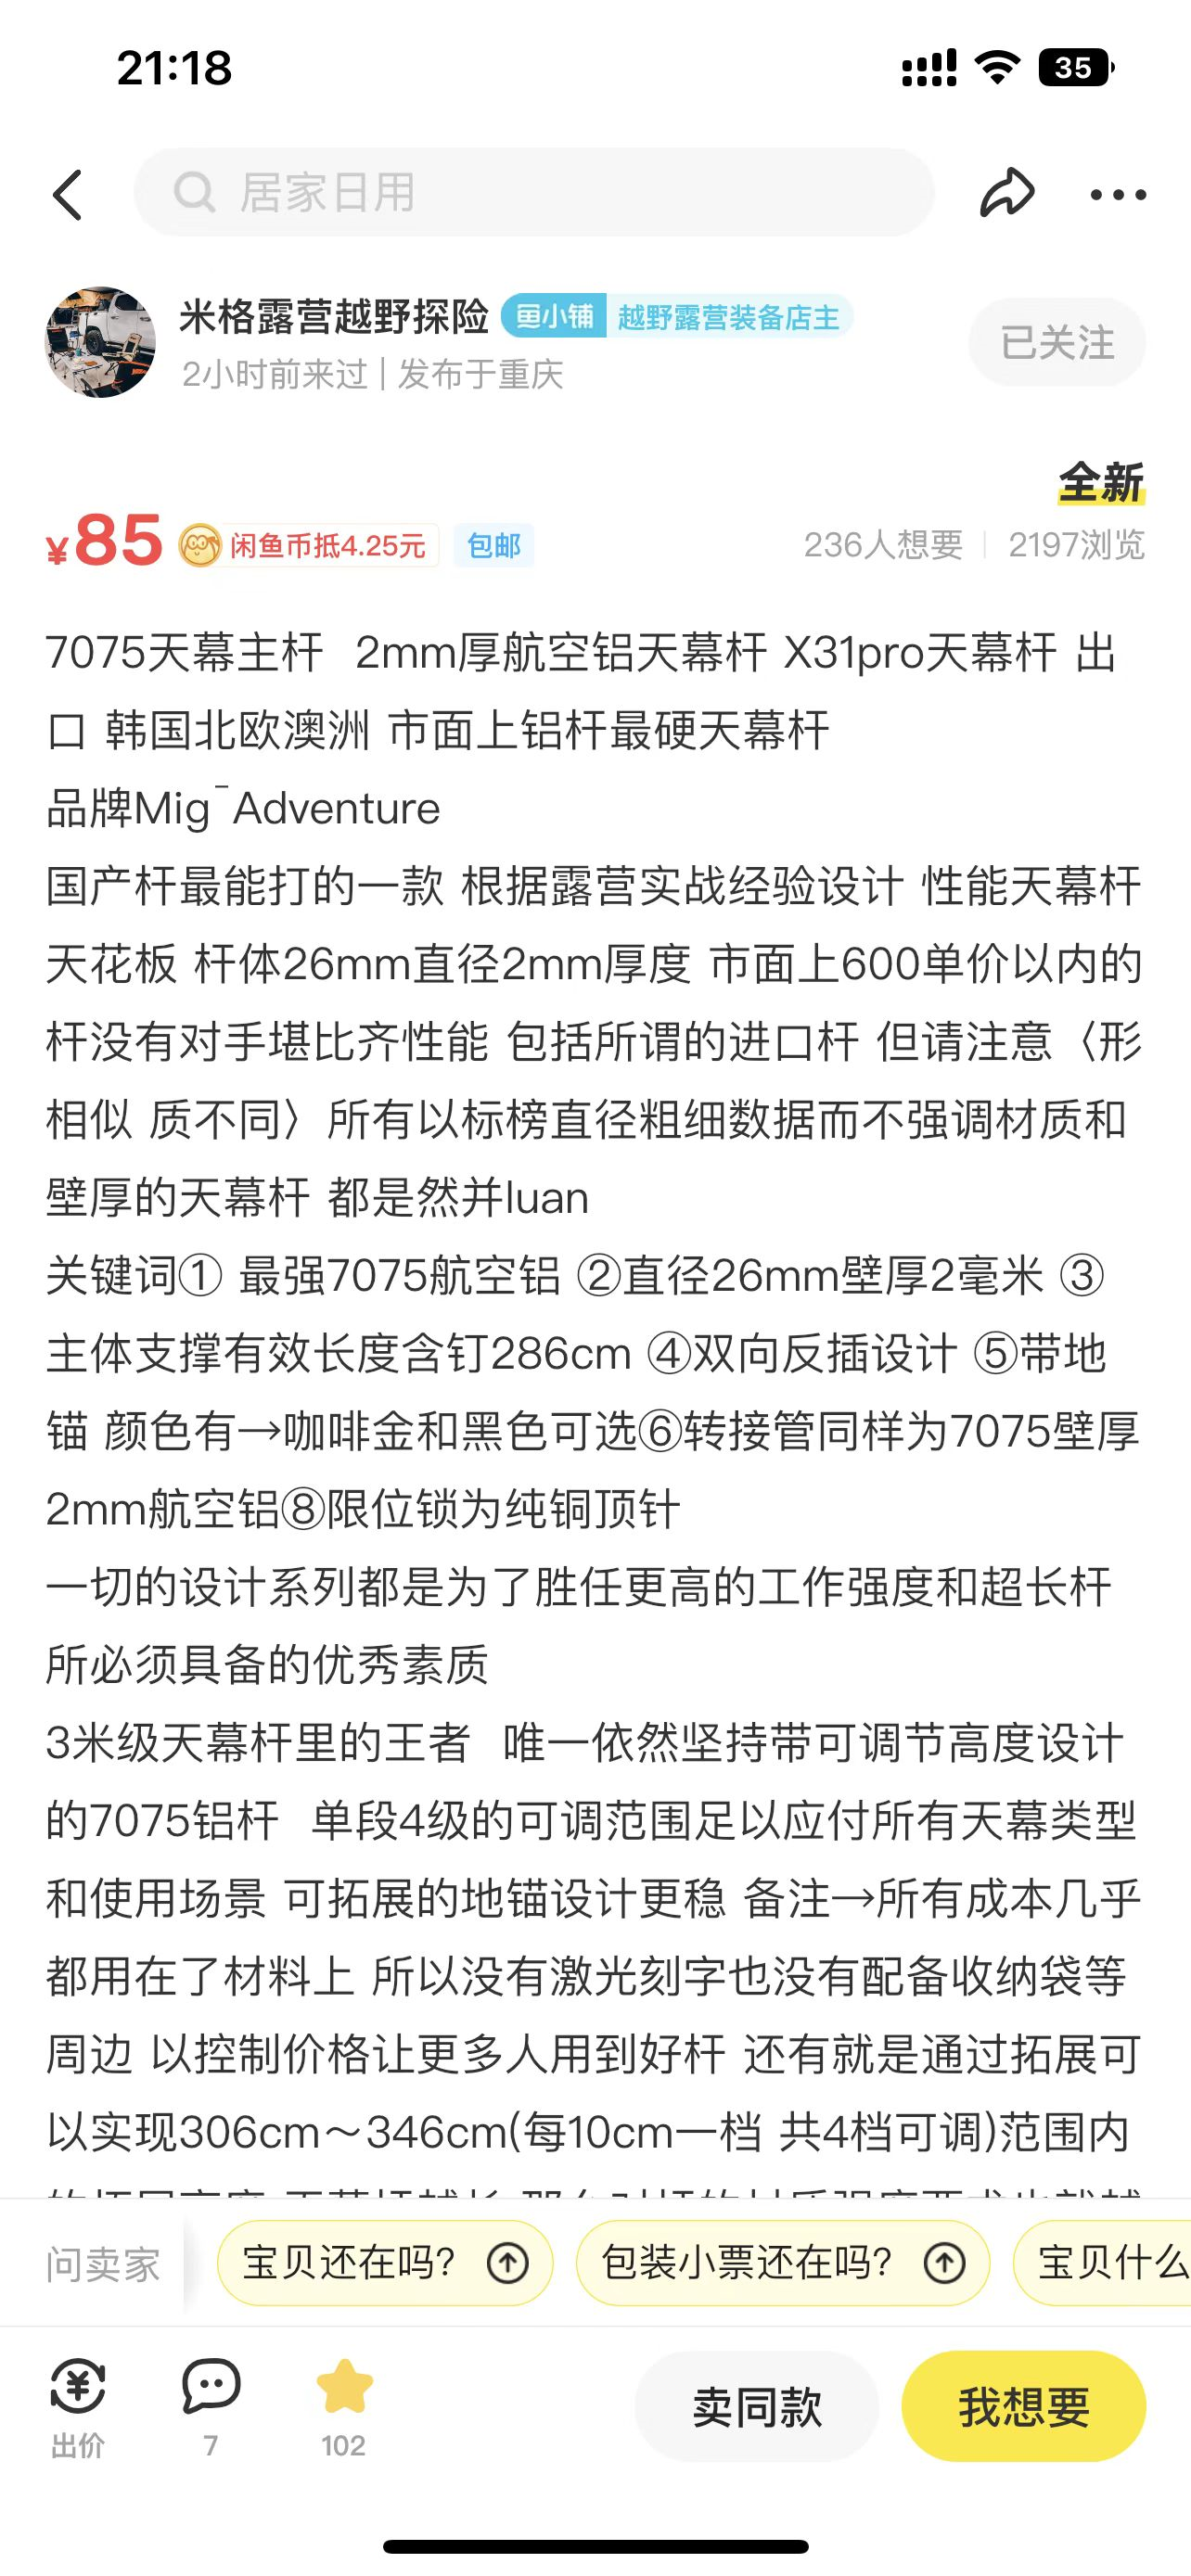 21:18
35
居家日用
米格露营越野探险 鱼小铺 越野露营装备店主
已关注
2小时前来过 | 发布于重庆
全新
¥85 闲鱼币抵4.25元 包邮
236人想要 | 2197浏览
7075天幕主杆 2mm厚航空铝天幕杆 X31pro天幕杆 出
口 韩国北欧澳洲 市面上铝杆最硬天幕杆
品牌Mig¯Adventure
国产杆最能打的一款 根据露营实战经验设计 性能天幕杆
天花板 杆体26mm直径2mm厚度 市面上600单价以内的
杆没有对手堪比齐性能 包括所谓的进口杆 但请注意〈形
相似 质不同〉所有以标榜直径粗细数据而不强调材质和
壁厚的天幕杆 都是然并luan
关键词① 最强7075航空铝 ②直径26mm壁厚2毫米 ③
主体支撑有效长度含钉286cm ④双向反插设计 ⑤带地
锚 颜色有→咖啡金和黑色可选⑥转接管同样为7075壁厚
2mm航空铝⑧限位锁为纯铜顶针
一切的设计系列都是为了胜任更高的工作强度和超长杆
所必须具备的优秀素质
3米级天幕杆里的王者 唯一依然坚持带可调节高度设计
的7075铝杆 单段4级的可调范围足以应付所有天幕类型
和使用场景 可拓展的地锚设计更稳 备注→所有成本几乎
都用在了材料上 所以没有激光刻字也没有配备收纳袋等
周边 以控制价格让更多人用到好杆 还有就是通过拓展可
以实现306cm～346cm(每10cm一档 共4档可调)范围内
问卖家 宝贝还在吗? 包装小票还在吗? 宝贝什么
出价 7 102 卖同款 我想要